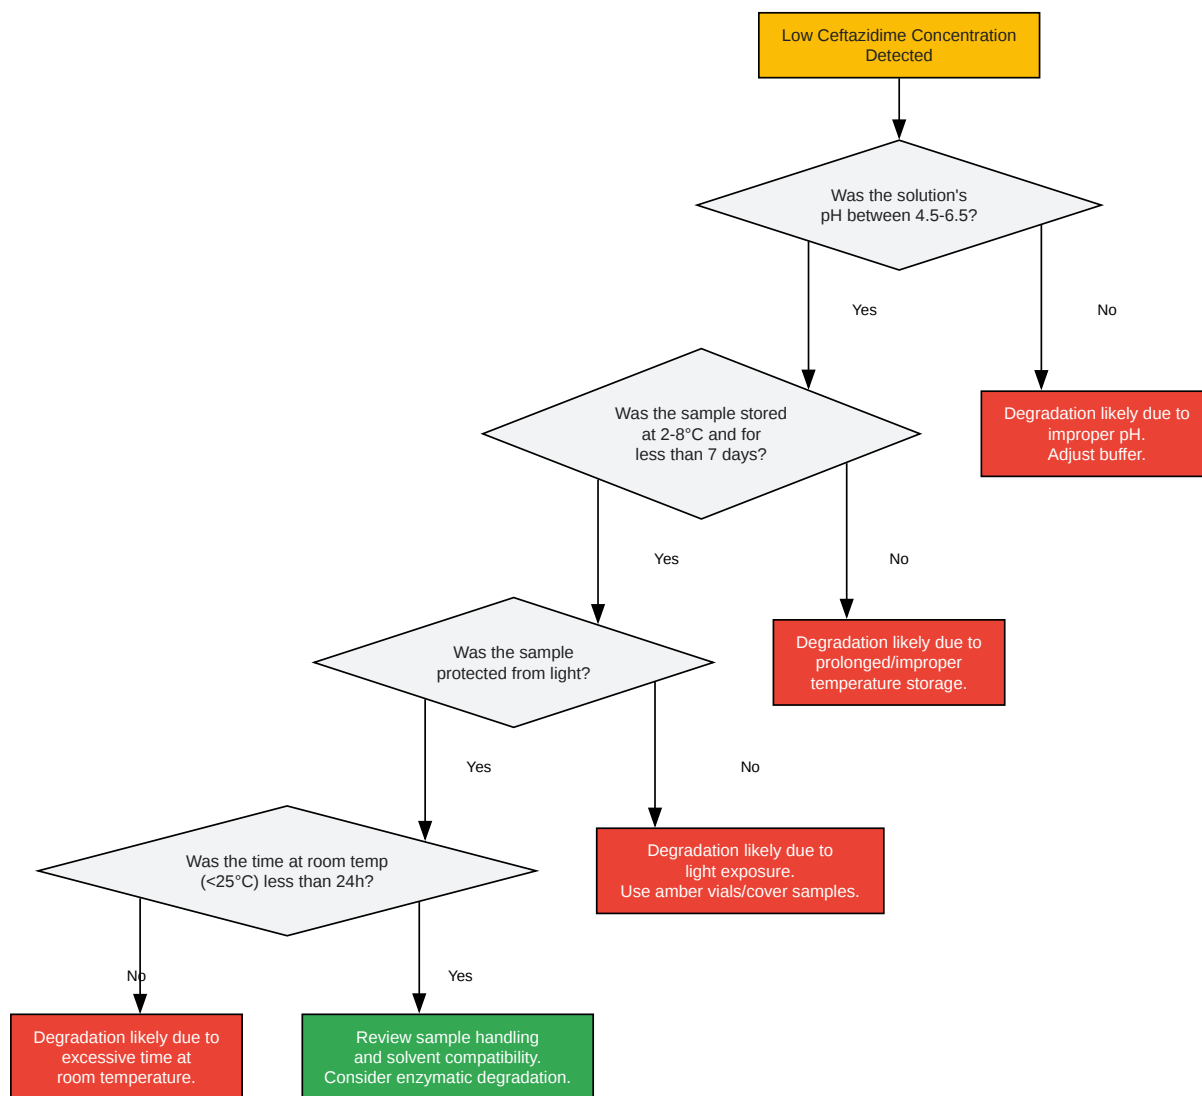 Low Ceftazidime Concentration
Detected
Was the solution's
pH between 4.5-6.5?
Yes
No
Was the sample stored
at 2-8°C and for
less than 7 days?
Degradation likely due to
improper pH.
Adjust buffer.
Yes
No
Was the sample
protected from light?
Degradation likely due to
prolonged/improper
temperature storage.
Yes
No
Was the time at room temp
(<25°C) less than 24h?
Degradation likely due to
light exposure.
Use amber vials/cover samples.
No
Yes
Degradation likely due to
excessive time at
room temperature.
Review sample handling
and solvent compatibility.
Consider enzymatic degradation.